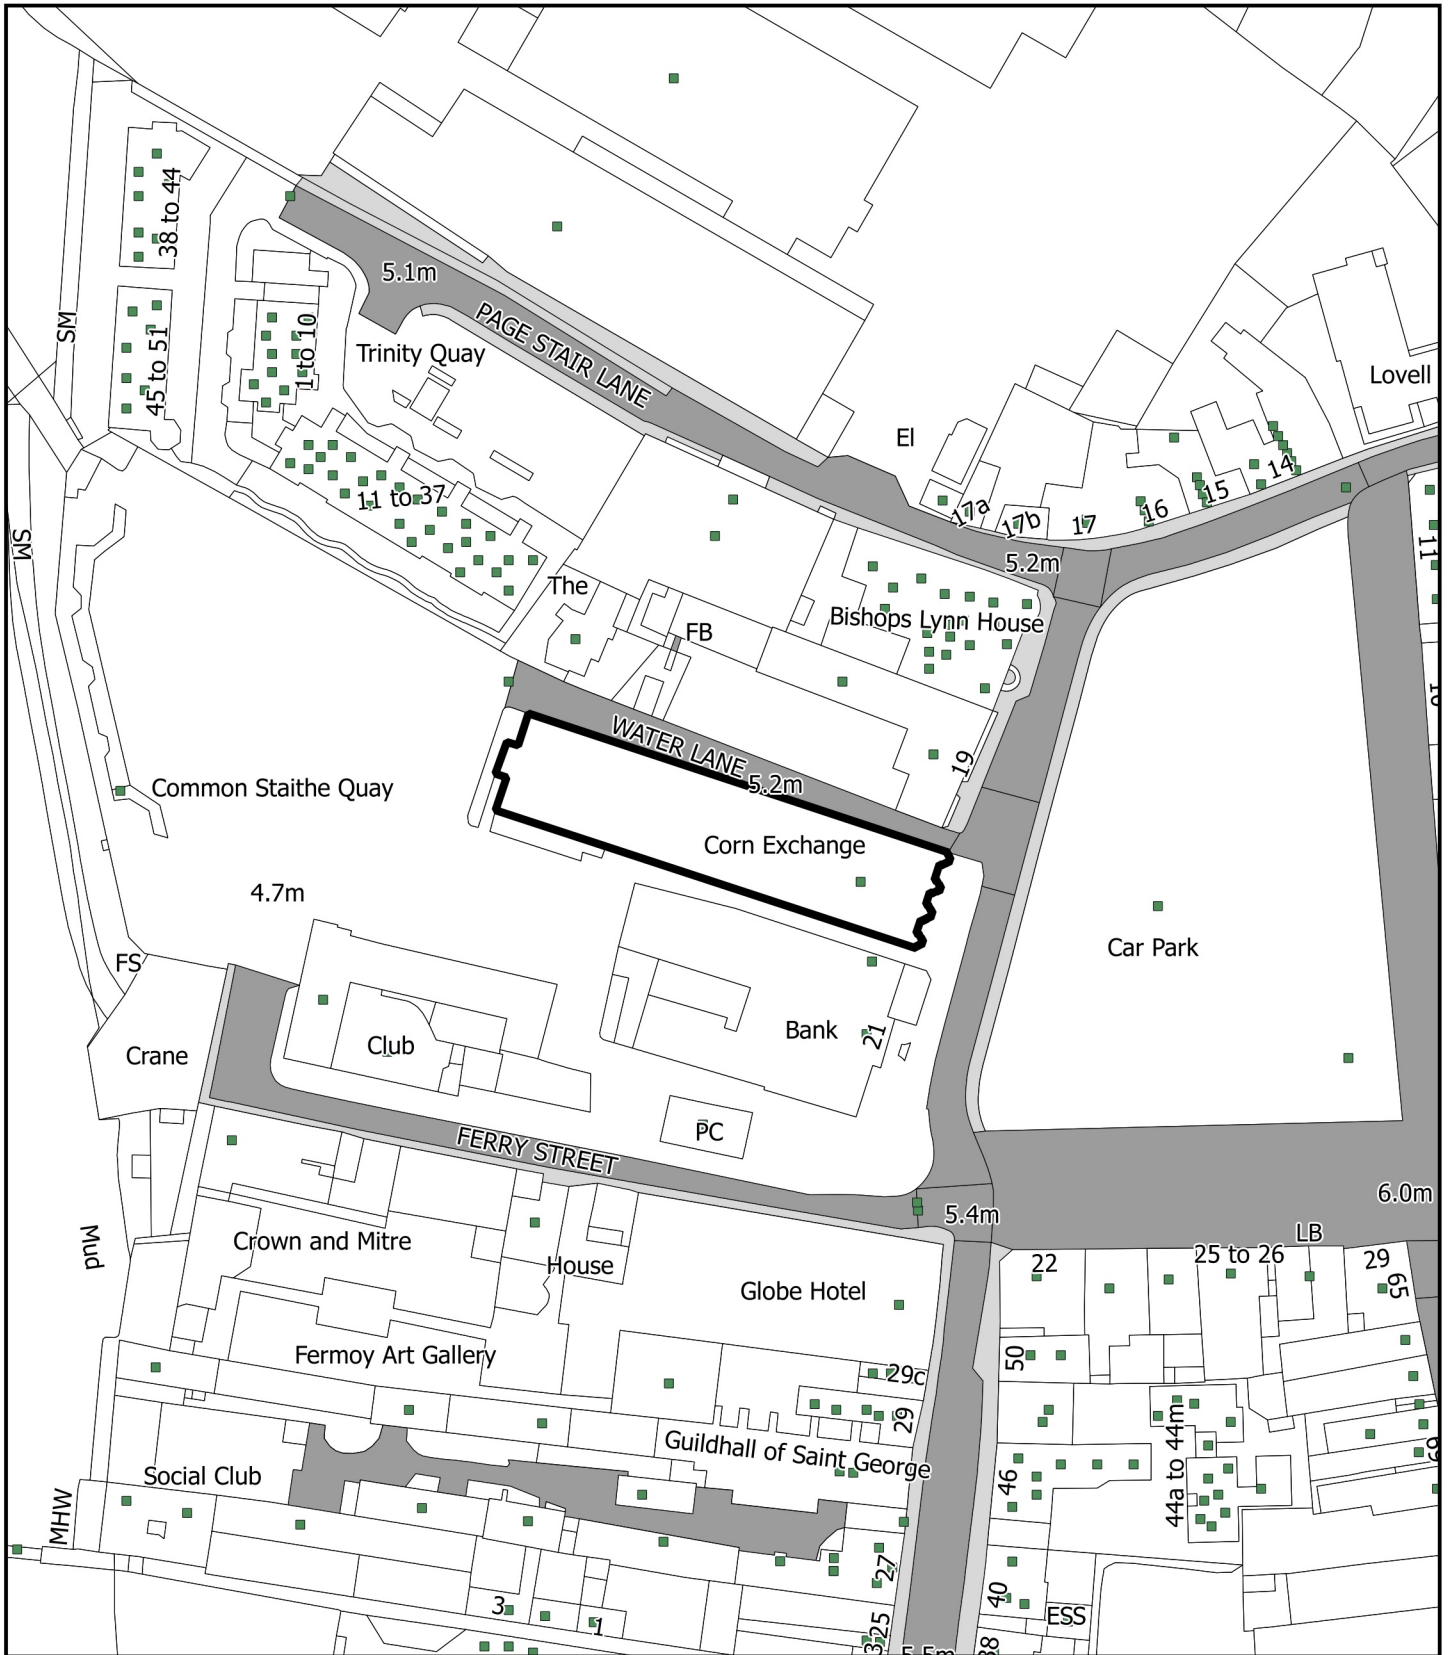 38 to 44
5.1m
PAGE STAIR LANE
SM
45 to 51
1 to 10
Trinity Quay
Lovell
El
11 to 37
17a
17b
17
16
15
14
SM
5.2m
11
The
Bishops Lynn House
FB
WATER LANE
5.2m
19
Common Staithe Quay
Corn Exchange
4.7m
Car Park
FS
Bank
21
Club
Crane
PC
FERRY STREET
6.0m
5.4m
Mud
Crown and Mitre
House
Globe Hotel
LB
22
25 to 26
29
65
Fermoy Art Gallery
50
29c
29
Guildhall of Saint George
Social Club
46
44a to 44m
MHW
27
40
3
1
25
ESS
5.5m